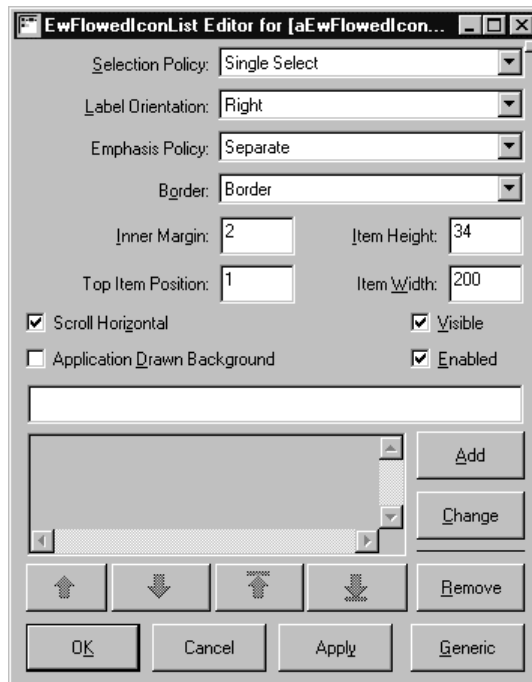 EwFlowedIconList Editor for [aEwFlowedIcon...
Selection Policy: Single Select
Label Orientation: Right
Emphasis Policy: Separate
Border: Border
Inner Margin: 2 Item Height: 34
Top Item Position: 1 Item Width: 200
Scroll Horizontal Visible
Application Drawn Background Enabled
Add
Change
Remove
OK Cancel Apply Generic